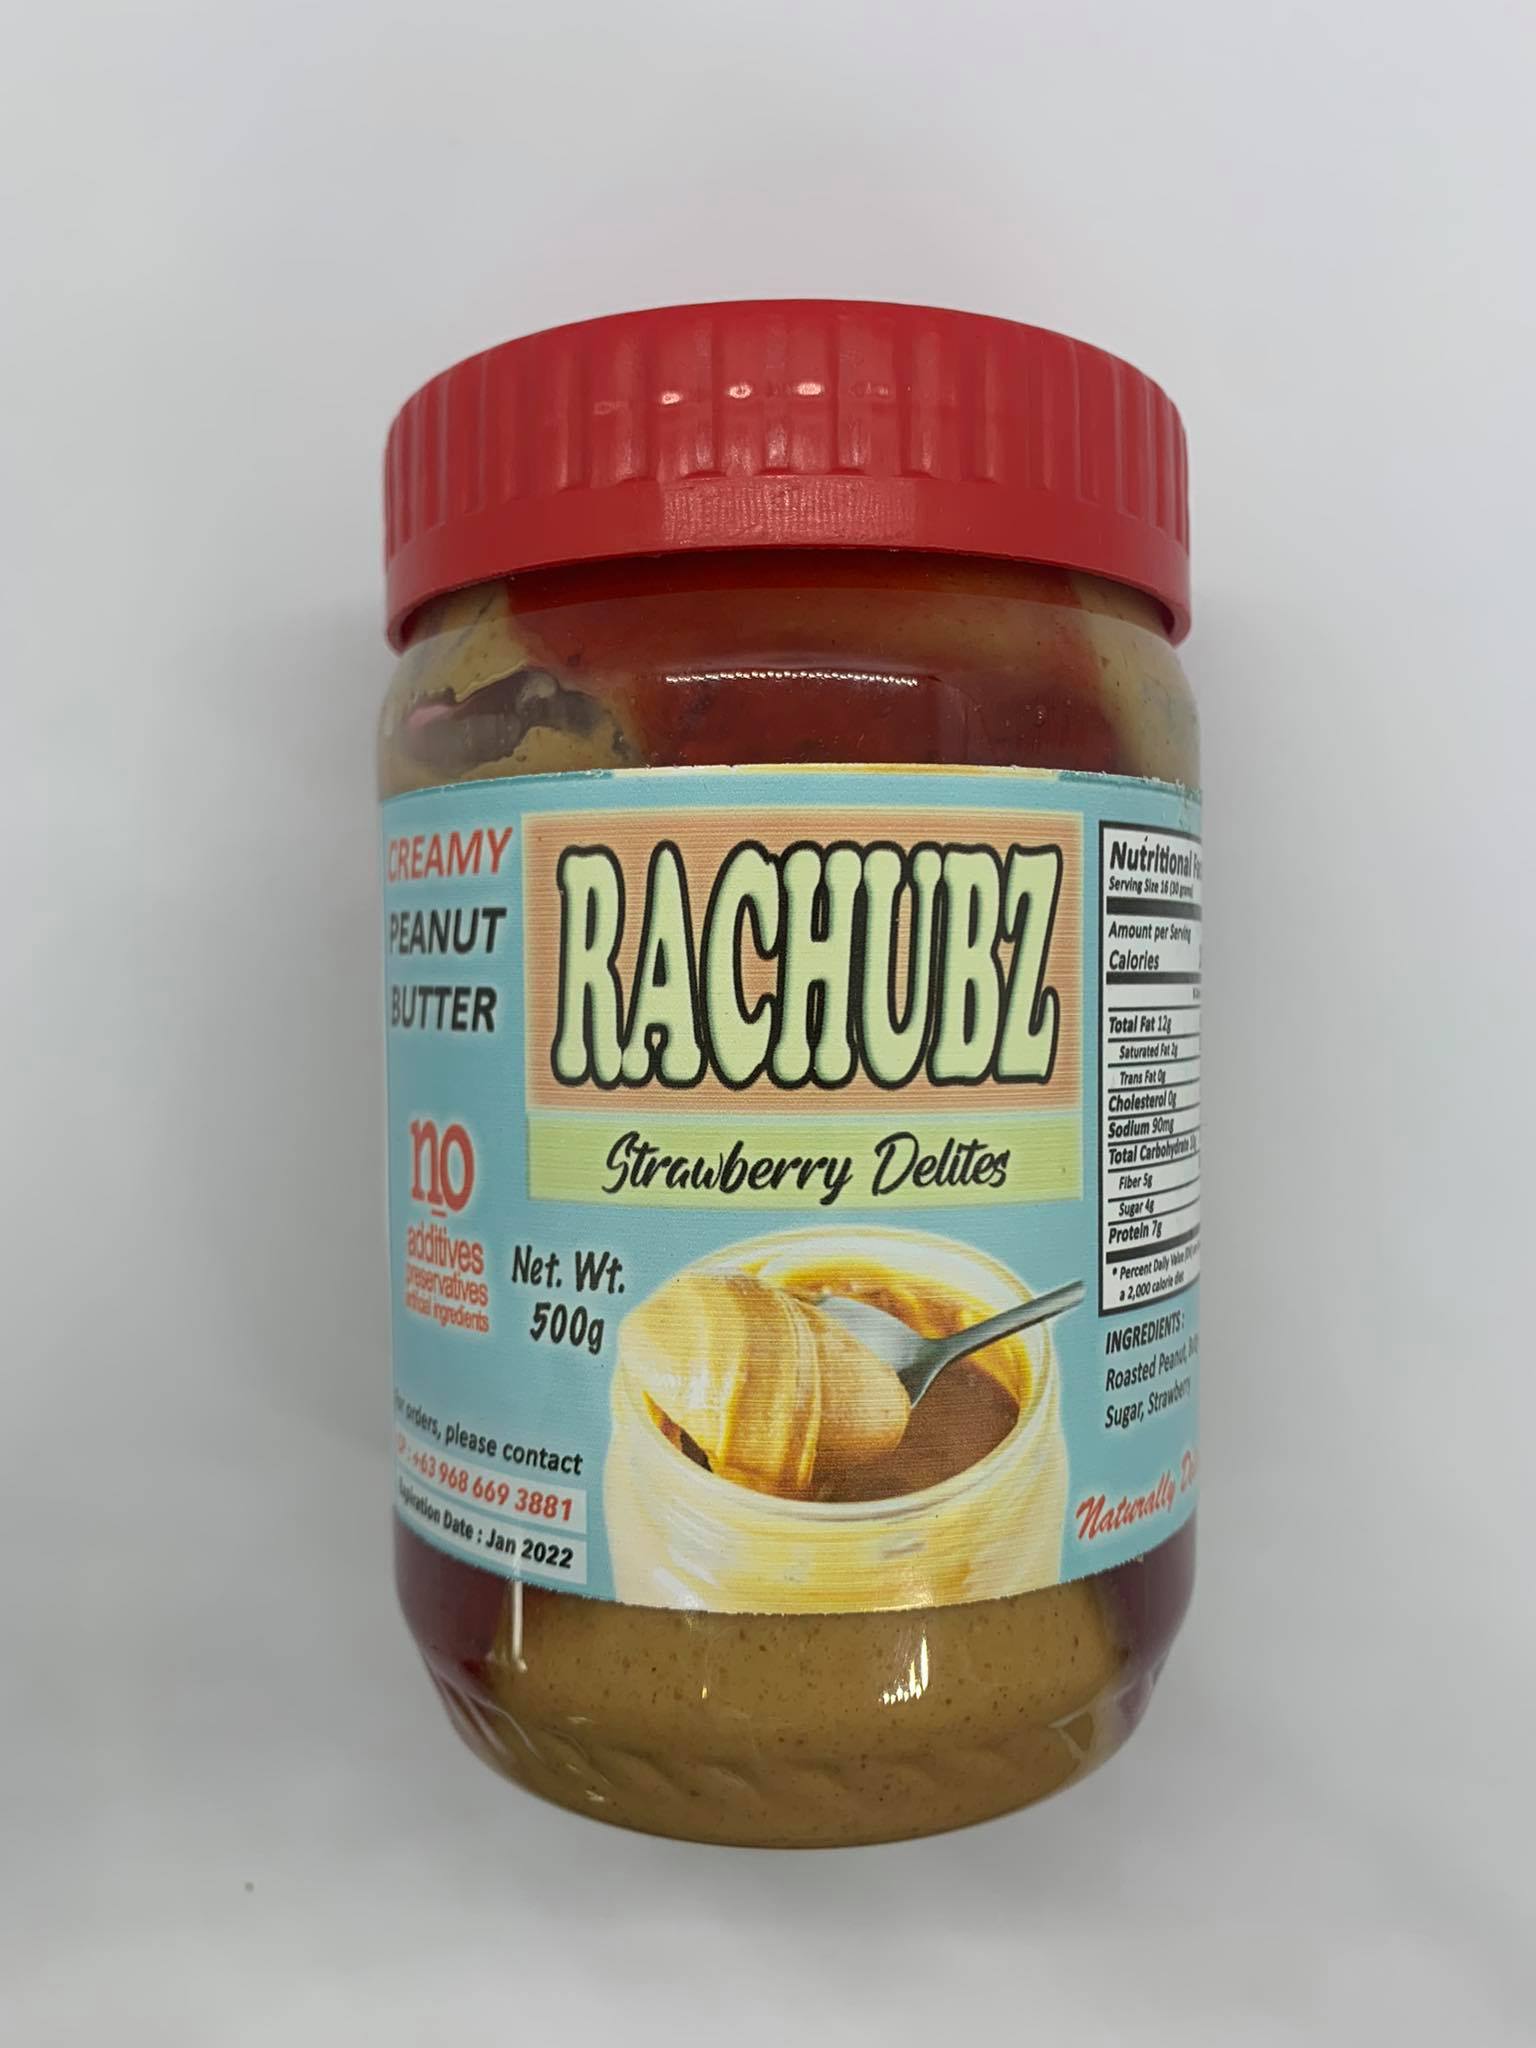 CREAMY
PEANUT
BUTTER
no
additives
preservatives
artificial ingredients
Net. Wt.
500g
orders, please contact
+63 968 669 3881
Expiration Date : Jan 2022
RACHUBZ
Strawberry Delites
Nutritional
Serving Size 16 (30 grams)
Amount per Serving
Calories
Total Fat 12g
Saturated Fat 2g
Trans Fat 0g
Cholesterol 0g
Sodium 90mg
Total Carbohydrate
Fiber 5g
Sugar 4g
Protein 7g
* Percent Daily Value
a 2,000 calorie diet
INGREDIENTS :
Roasted Peanut,
Sugar, Strawberry
Naturally